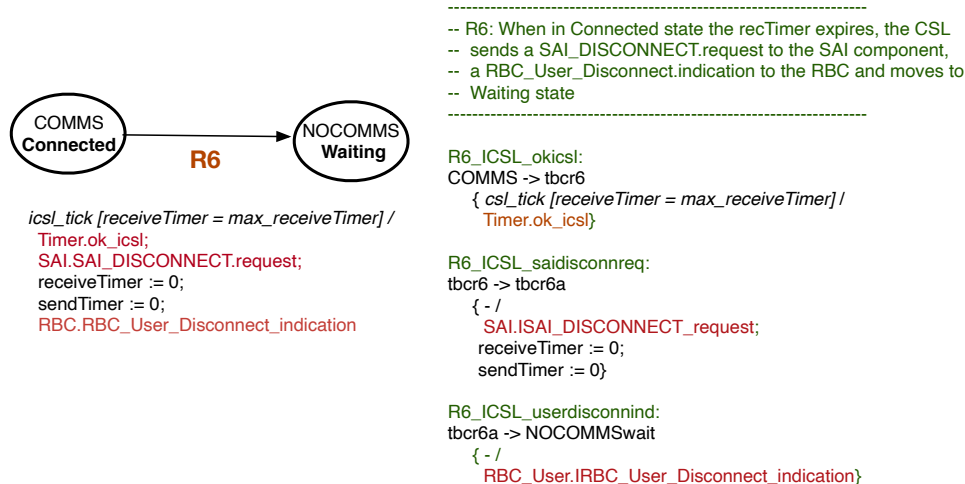 COMMS
Connected
R6
NOCOMMS
Waiting
icsl_tick [receiveTimer = max_receiveTimer] /
Timer.ok_icsl;
SAI.SAI_DISCONNECT.request;
receiveTimer := 0;
sendTimer := 0;
RBC.RBC_User_Disconnect_indication
----------------------------------------------------------------------
-- R6: When in Connected state the recTimer expires, the CSL
-- sends a SAI_DISCONNECT.request to the SAI component,
-- a RBC_User_Disconnect.indication to the RBC and moves to
-- Waiting state
----------------------------------------------------------------------
R6_ICSL_okicsl:
COMMS -> tbcr6
{ csl_tick [receiveTimer = max_receiveTimer] /
Timer.ok_icsl}
R6_ICSL_saidisconnreq:
tbcr6 -> tbcr6a
{ - /
SAI.ISAI_DISCONNECT_request;
receiveTimer := 0;
sendTimer := 0}
R6_ICSL_userdisconnind:
tbcr6a -> NOCOMMSwait
{ - /
RBC_User.IRBC_User_Disconnect_indication}